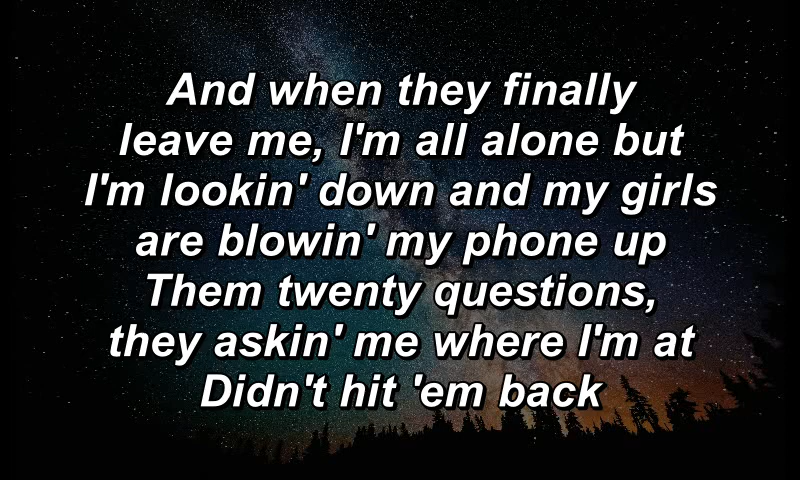 And when they finally
leave me, I'm all alone but
I'm lookin' down and my girls
are blowin' my phone up
Them twenty questions,
they askin' me where I'm at
Didn't hit 'em back